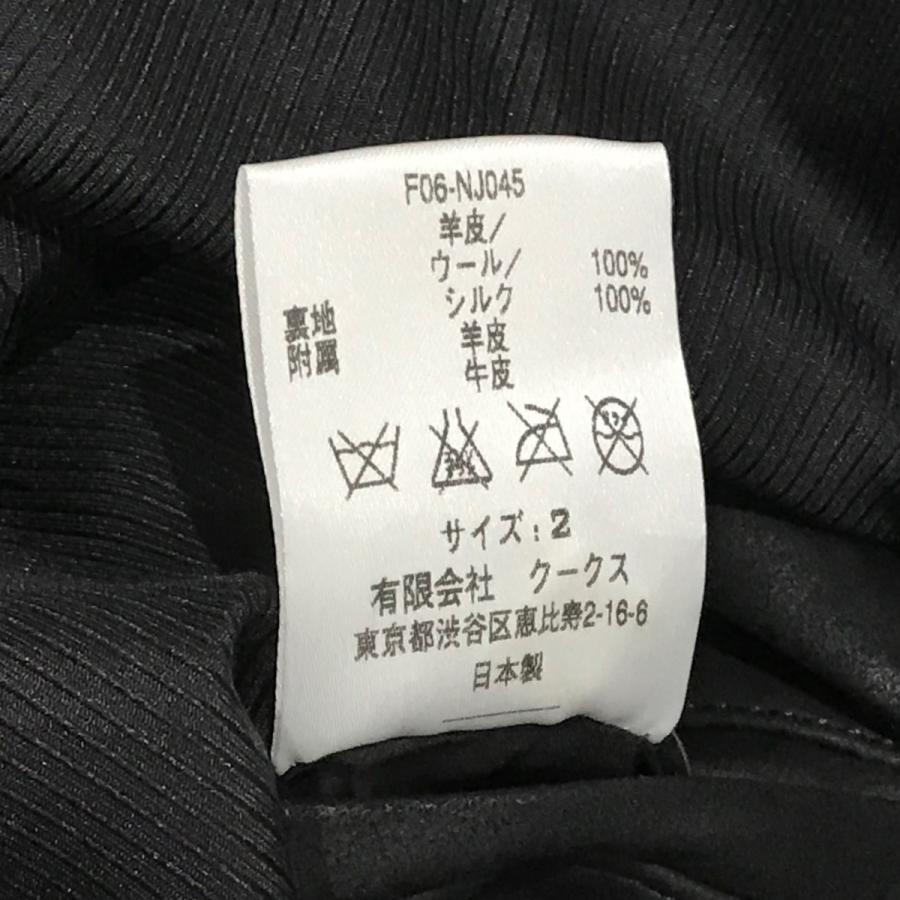 F06-NJ045
羊皮/
ウール/ 100%
シルク 100%
裏地 羊皮
附属 牛皮
サイズ:2
有限会社 クークス
東京都渋谷区恵比寿2-16-6
日本製